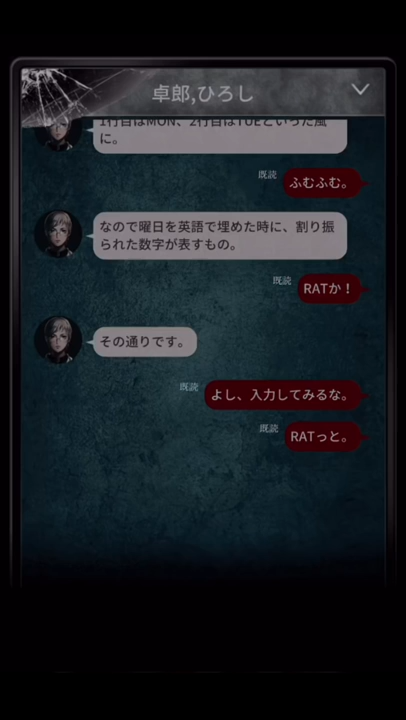 卓郎,ひろし
1行目はMON、2行目はTUEといった風
に。
既読
ふむふむ。
なので曜日を英語で埋めた時に、割り振
られた数字が表すもの。
既読
RATか！
その通りです。
既読
よし、入力してみるな。
既読
RATっと。